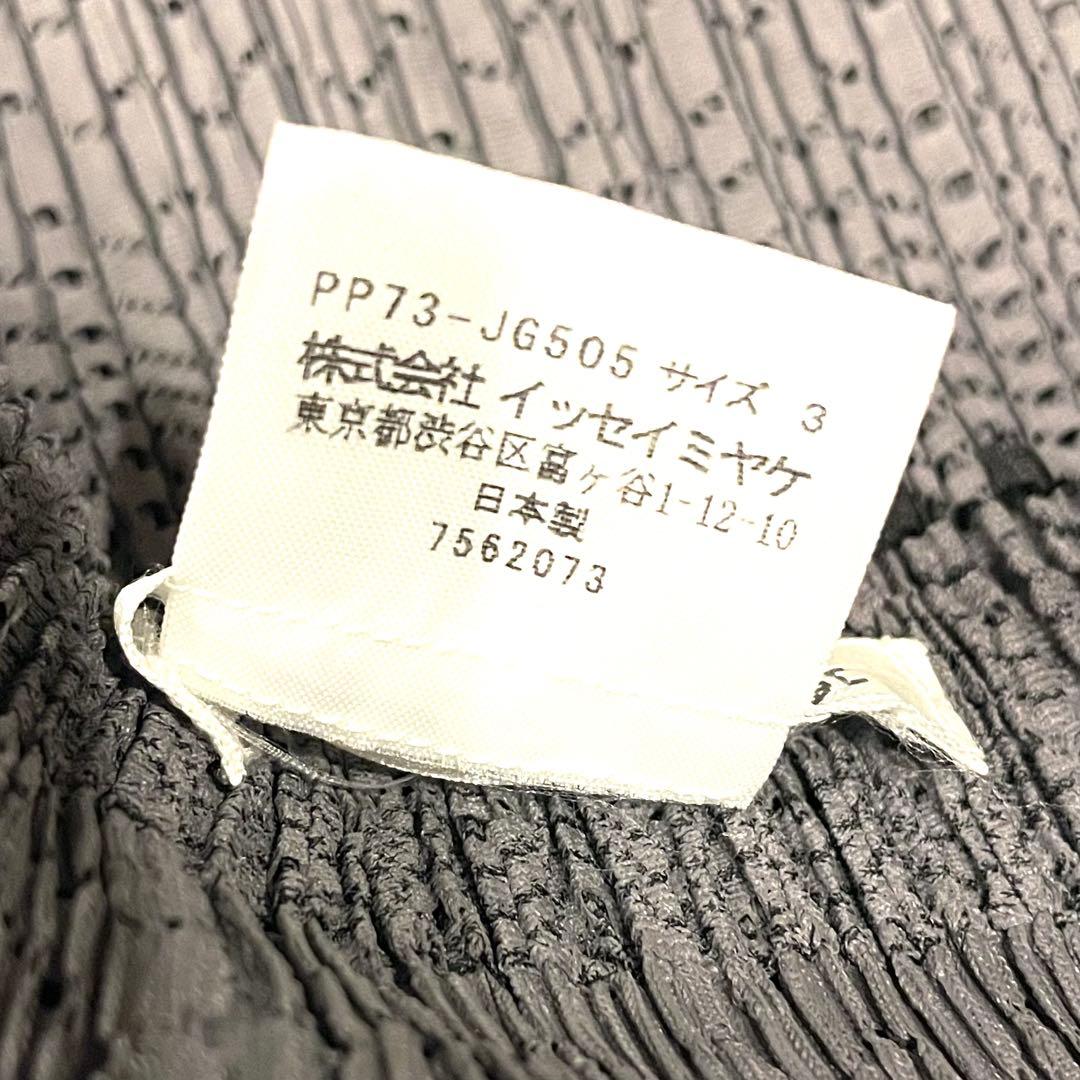 PP73-JG505 サイズ 3
株式会社 イッセイミヤケ
東京都渋谷区富ヶ谷1-12-10
日本製
7562073